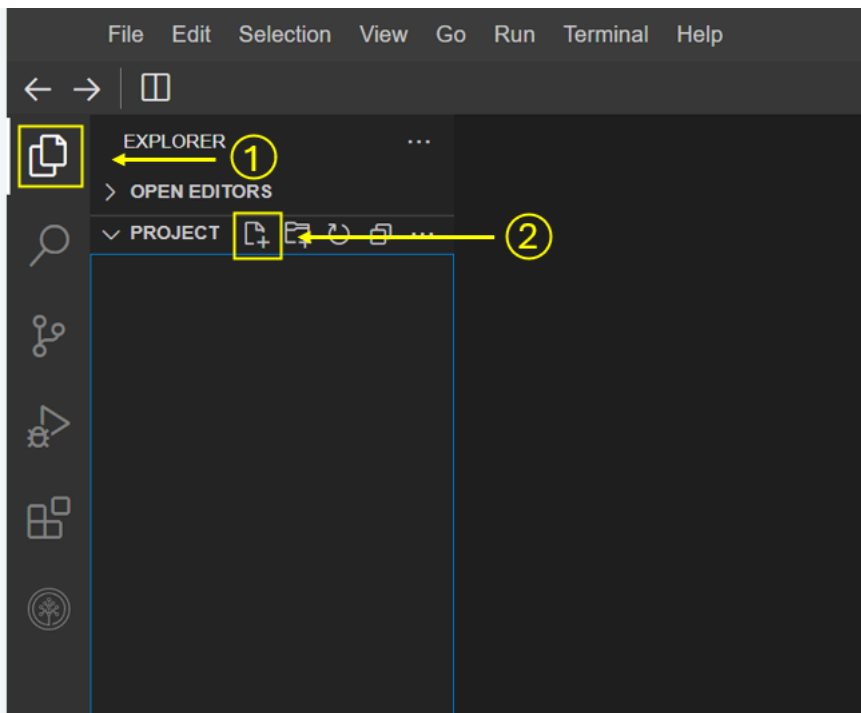 File Edit Selection View Go Run Terminal Help
EXPLORER ...
1
OPEN EDITORS
PROJECT ...
2